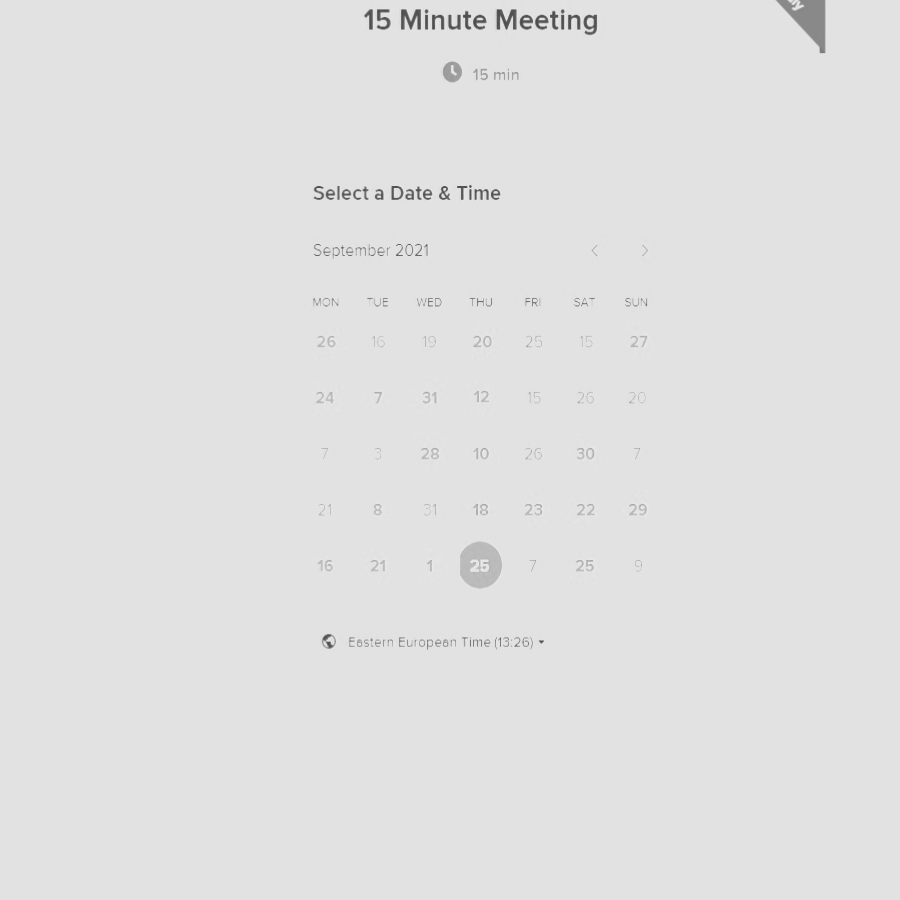 15 Minute Meeting
15 min
Select a Date & Time
September 2021
MON TUE WED THU FRI SAT SUN
26 16 19 20 25 15 27
24 7 31 12 15 26 20
7 3 28 10 26 30 7
21 8 31 18 23 22 29
16 21 1 25 7 25 9
Eastern European Time (13:26)